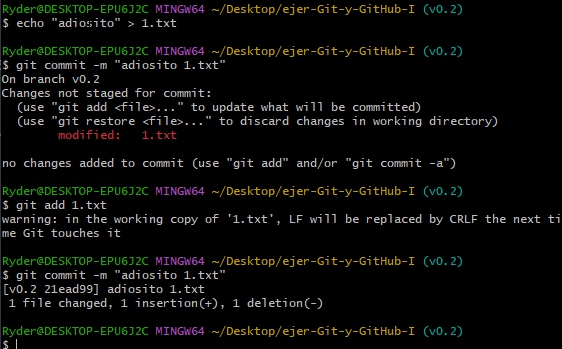 Ryder@DESKTOP-EPU6J2C MINGW64 ~/Desktop/ejer-Git-y-GitHub-I (v0.2)
$ echo "adiosito" > 1.txt
Ryder@DESKTOP-EPU6J2C MINGW64 ~/Desktop/ejer-Git-y-GitHub-I (v0.2)
$ git commit -m "adiosito 1.txt"
On branch v0.2
Changes not staged for commit:
  (use "git add <file>..." to update what will be committed)
  (use "git restore <file>..." to discard changes in working directory)
        modified:   1.txt
no changes added to commit (use "git add" and/or "git commit -a")
Ryder@DESKTOP-EPU6J2C MINGW64 ~/Desktop/ejer-Git-y-GitHub-I (v0.2)
$ git add 1.txt
warning: in the working copy of '1.txt', LF will be replaced by CRLF the next ti
me Git touches it
Ryder@DESKTOP-EPU6J2C MINGW64 ~/Desktop/ejer-Git-y-GitHub-I (v0.2)
$ git commit -m "adiosito 1.txt"
[v0.2 21ead99] adiosito 1.txt
 1 file changed, 1 insertion(+), 1 deletion(-)
Ryder@DESKTOP-EPU6J2C MINGW64 ~/Desktop/ejer-Git-y-GitHub-I (v0.2)
$